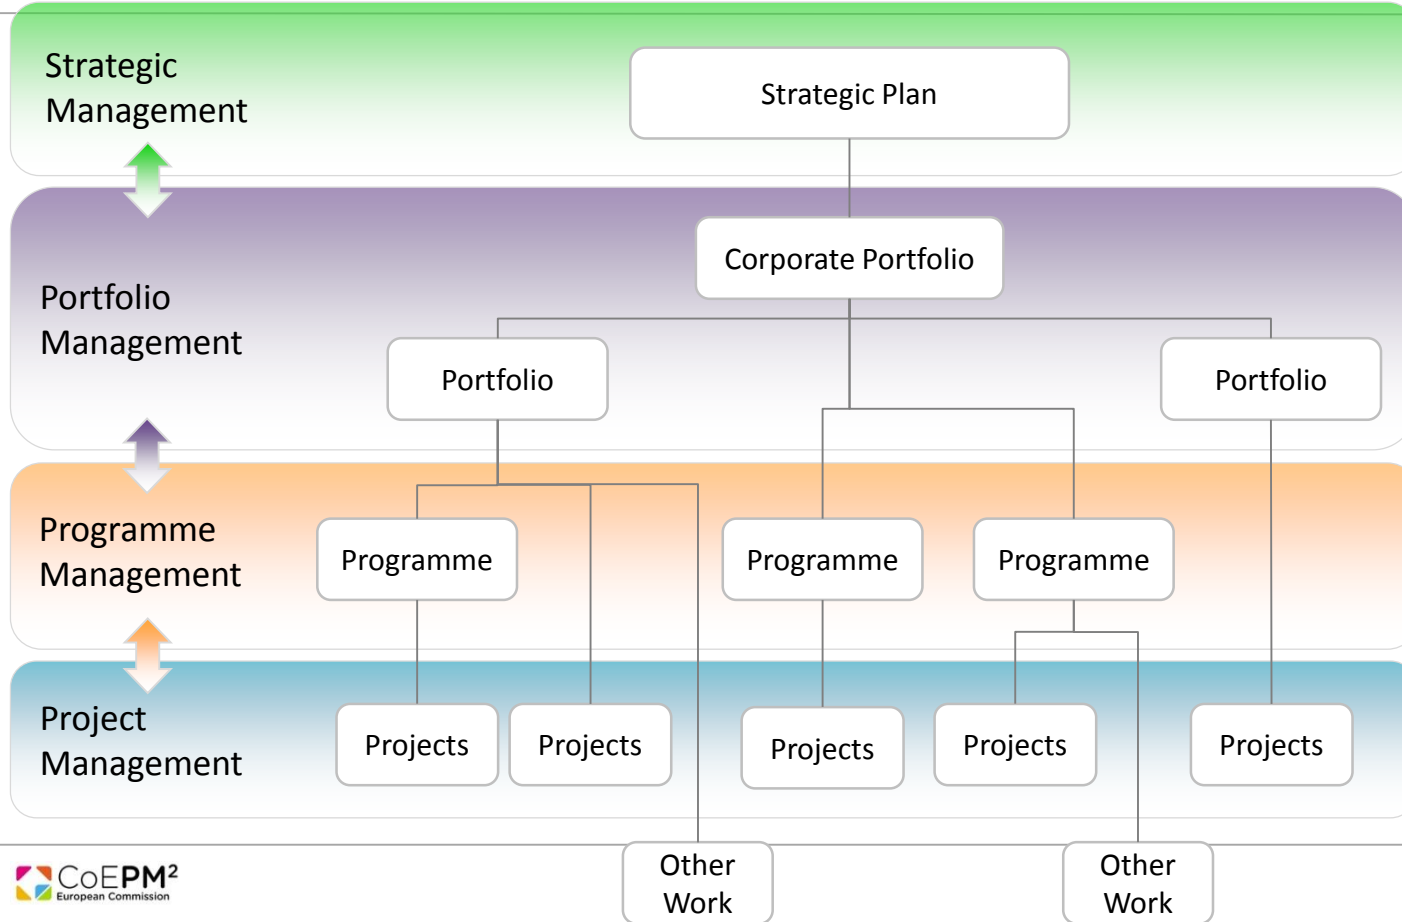 Strategic
Management
Strategic Plan
Corporate Portfolio
Portfolio
Management
Portfolio
Portfolio
Programme
Management
Programme
Programme
Programme
Project
Management
Projects
Projects
Projects
Projects
Projects
Other
Work
Other
Work
CoEPM²
European Commission